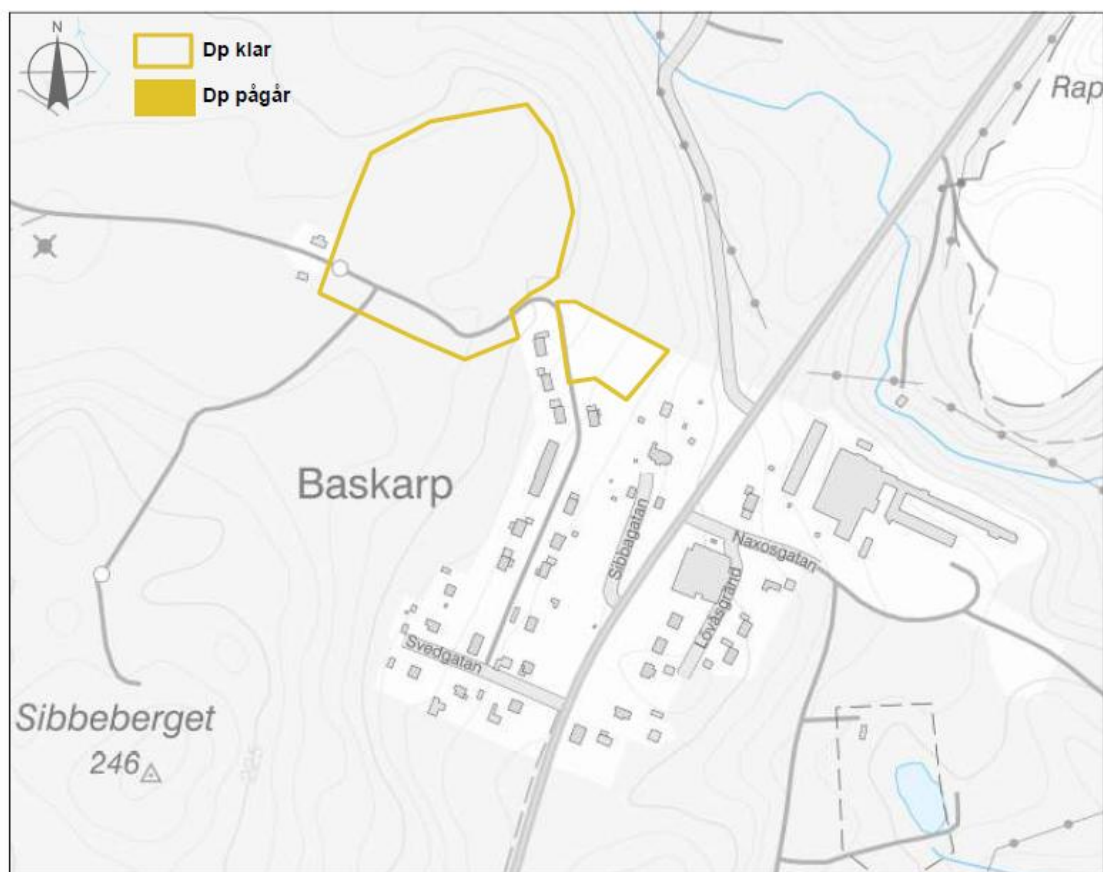 N
Dp klar
Dp pågår
Rap
Baskarp
Sibbagatan
Naxosgatan
Lövåsgränd
Svedgatan
Sibbeberget
246